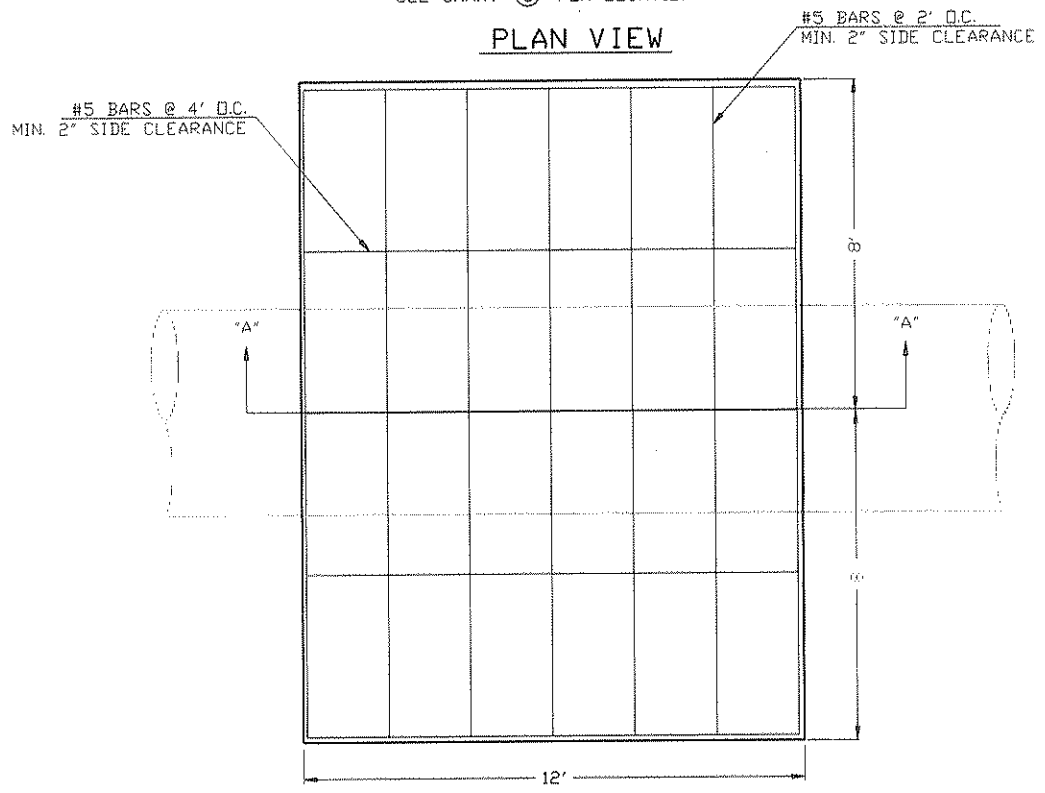 PLAN VIEW
#5 BARS @ 2' O.C.
MIN. 2" SIDE CLEARANCE
#5 BARS @ 4' O.C.
MIN. 2" SIDE CLEARANCE
8'
"A"
"A"
12'